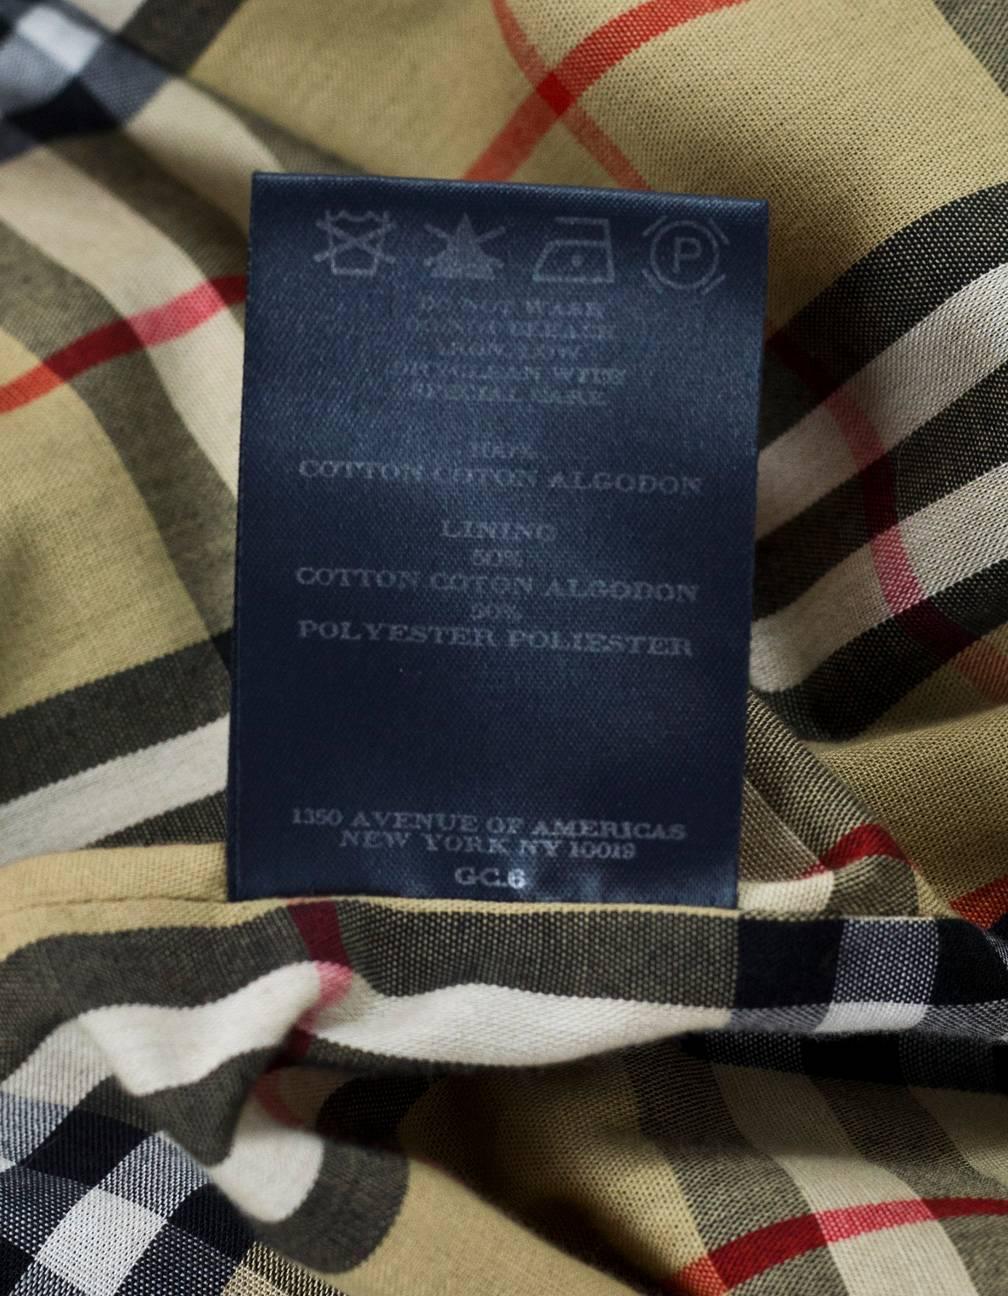 P
DO NOT WASH
DO NOT BLEACH
IRON LOW
DRYCLEAN WITH
SPECIAL CARE
100%
COTTON COTON ALGODON
LINING
50%
COTTON COTON ALGODON
50%
POLYESTER POLIESTER
1350 AVENUE OF AMERICAS
NEW YORK NY 10019
GC.6